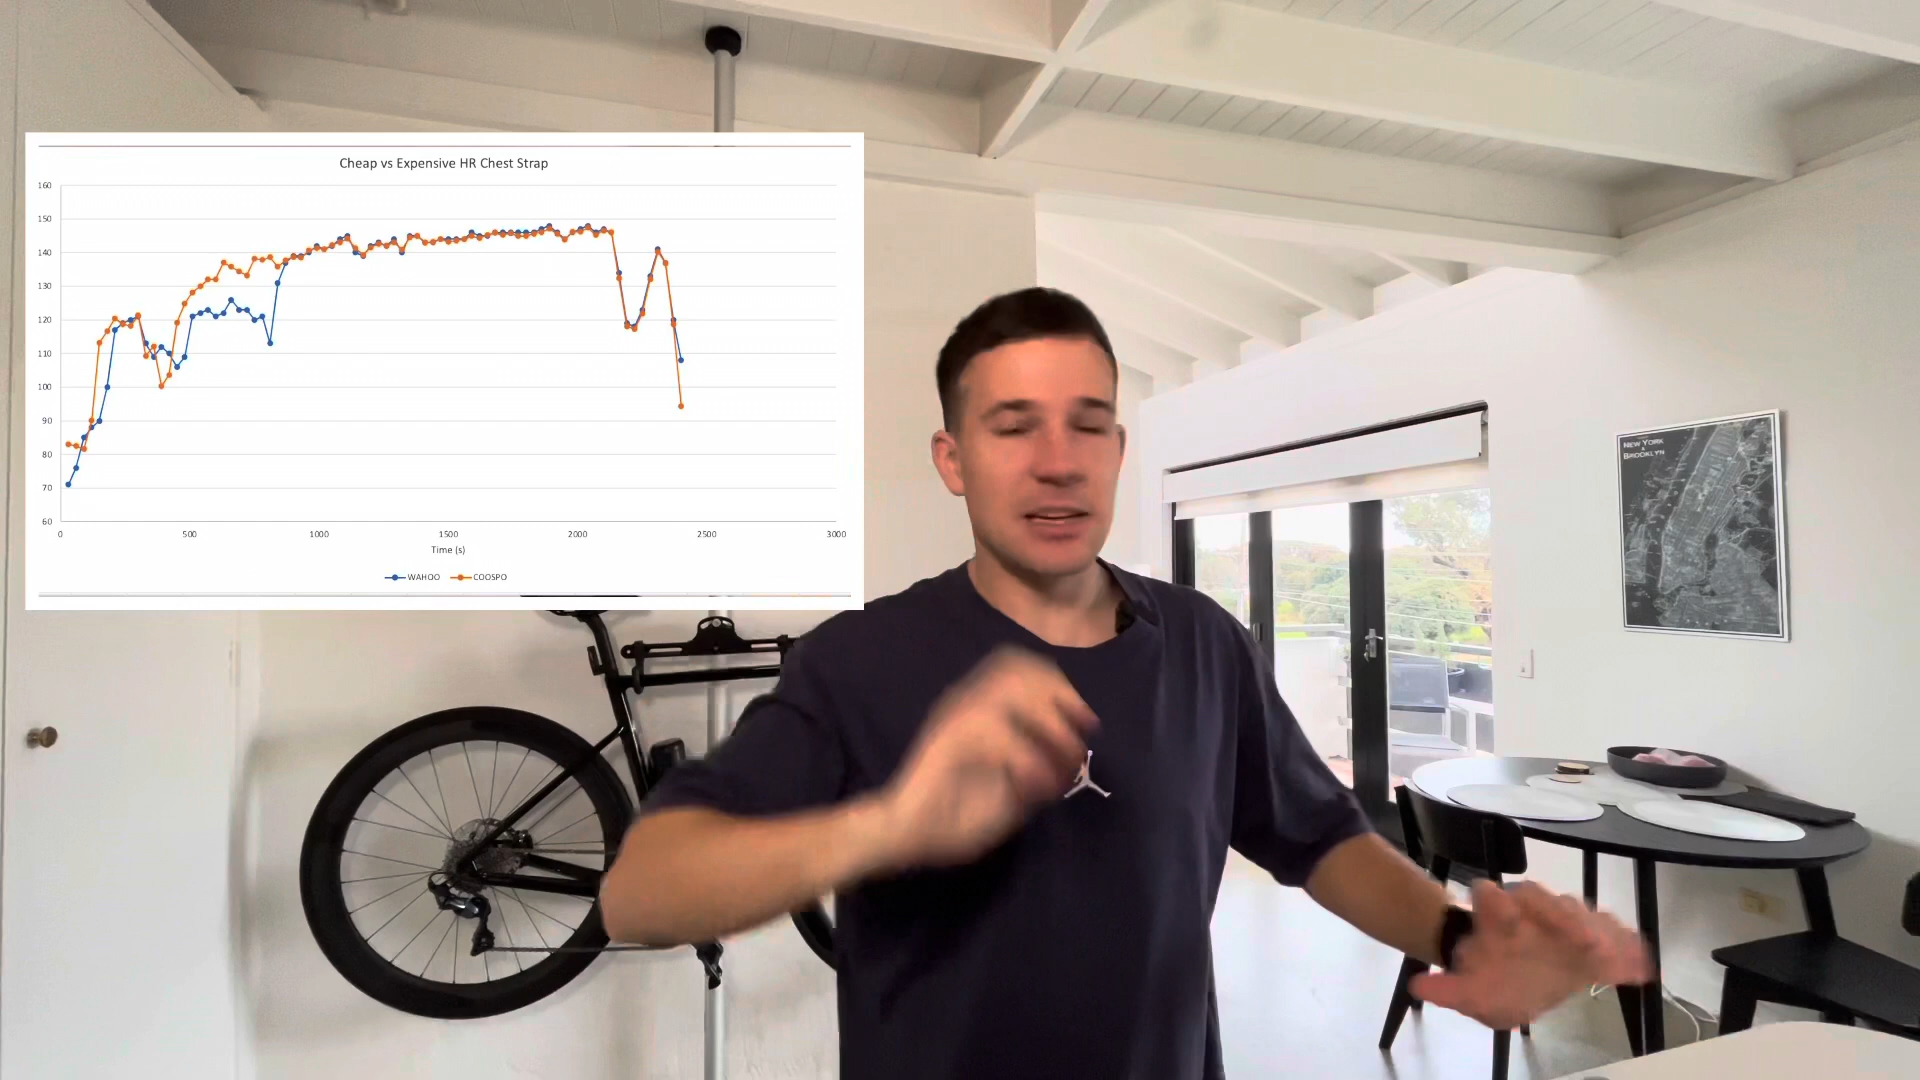 Cheap vs Expensive HR Chest Strap
160
150
140
130
120
110
100
90
80
70
60
0 500 1000 1500 2000 2500 3000
Time (s)
WAHOO COOSPO
NEW YORK
&
BROOKLYN